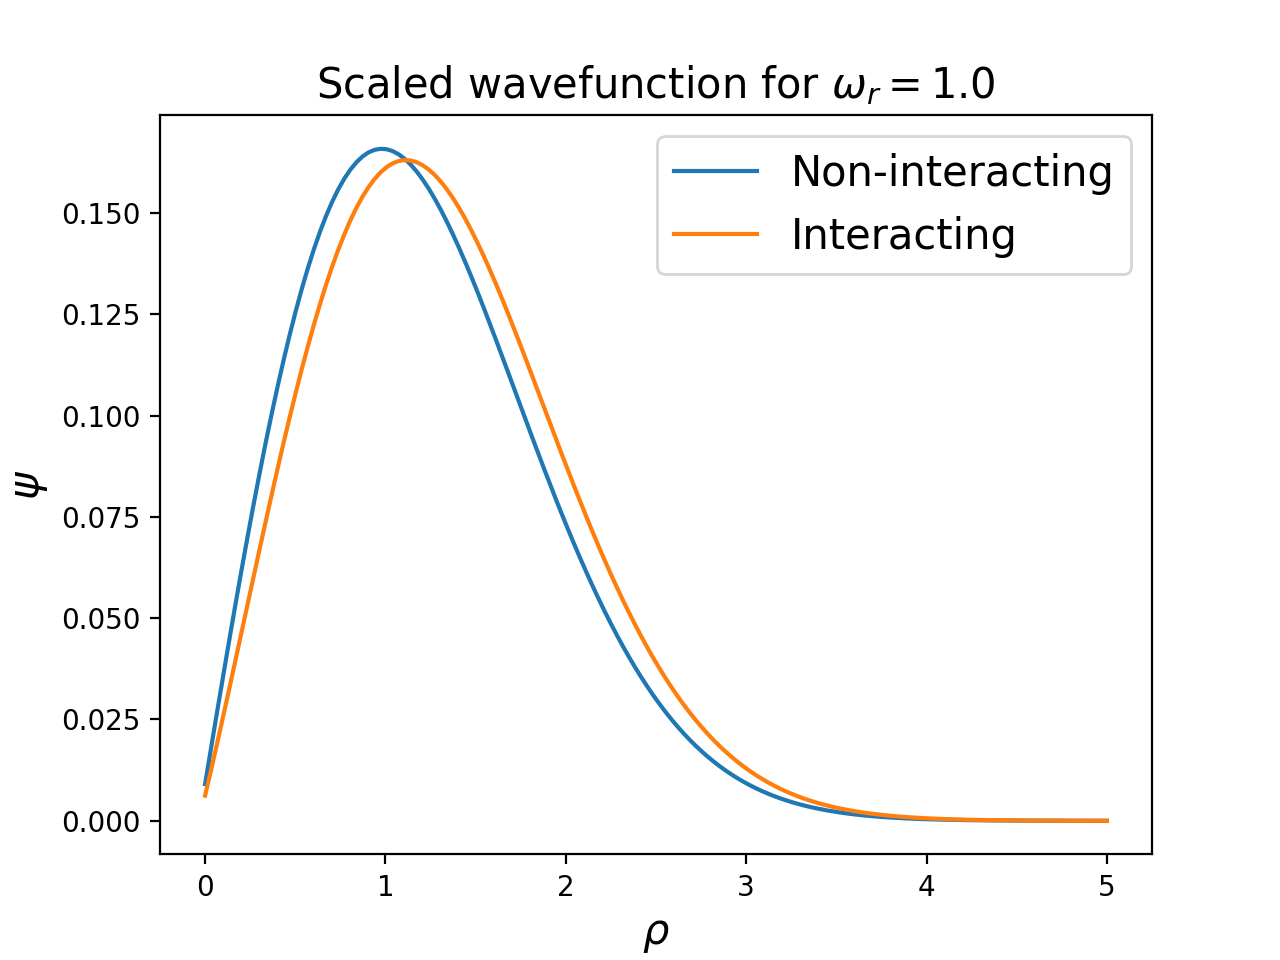 Scaled wavefunction for ω_r = 1.0
Non-interacting
Interacting
ψ
0.150
0.125
0.100
0.075
0.050
0.025
0.000
0 1 2 3 4 5
ρ